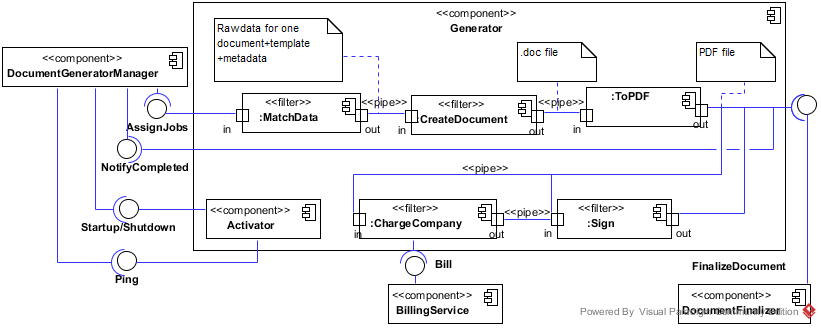 <<component>>
Generator
Rawdata for one
document+template
+metadata
.doc file
PDF file
<<component>>
DocumentGeneratorManager
<<filter>>
:MatchData
in
out
<<pipe>>
<<filter>>
:CreateDocument
in
out
<<pipe>>
:ToPDF
in
out
AssignJobs
NotifyCompleted
<<pipe>>
<<component>>
Activator
Startup/Shutdown
<<filter>>
:ChargeCompany
in
out
<<pipe>>
<<filter>>
:Sign
in
out
Ping
Bill
FinalizeDocument
<<component>>
BillingService
<<component>>
DocumentFinalizer
Powered By Visual Paradigm Community Edition